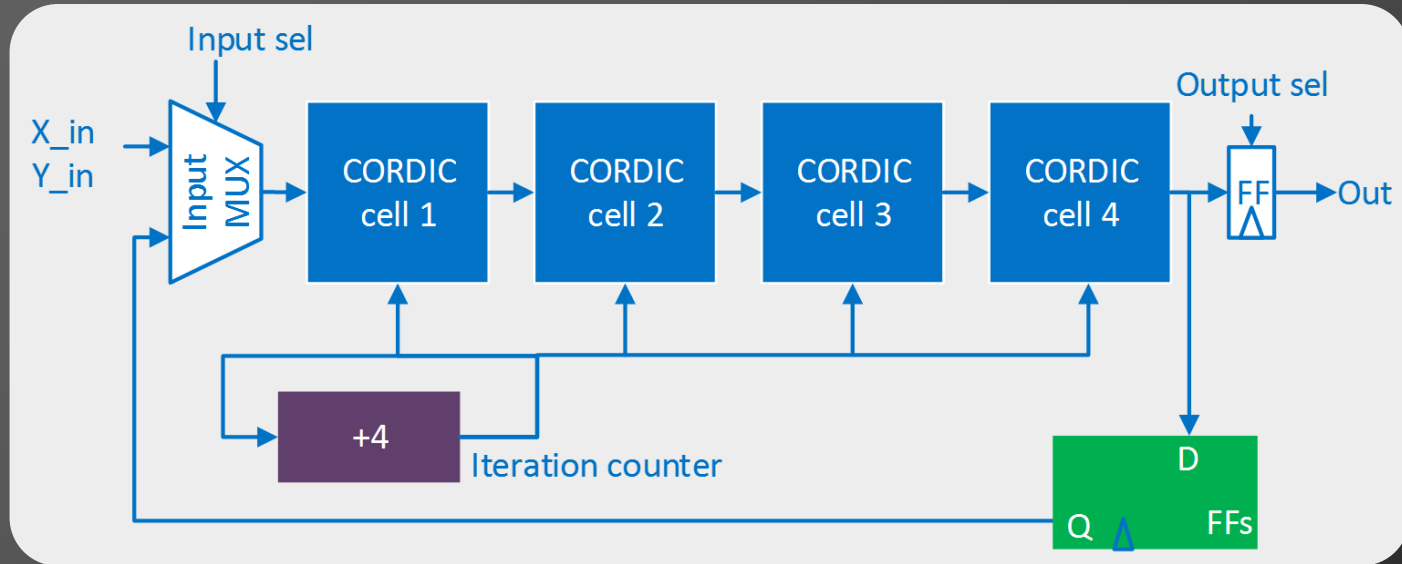 Input sel
Output sel
X_in
Y_in
Input
MUX
CORDIC
cell 1
CORDIC
cell 2
CORDIC
cell 3
CORDIC
cell 4
FF
Out
+4
Iteration counter
D
Q
FFs